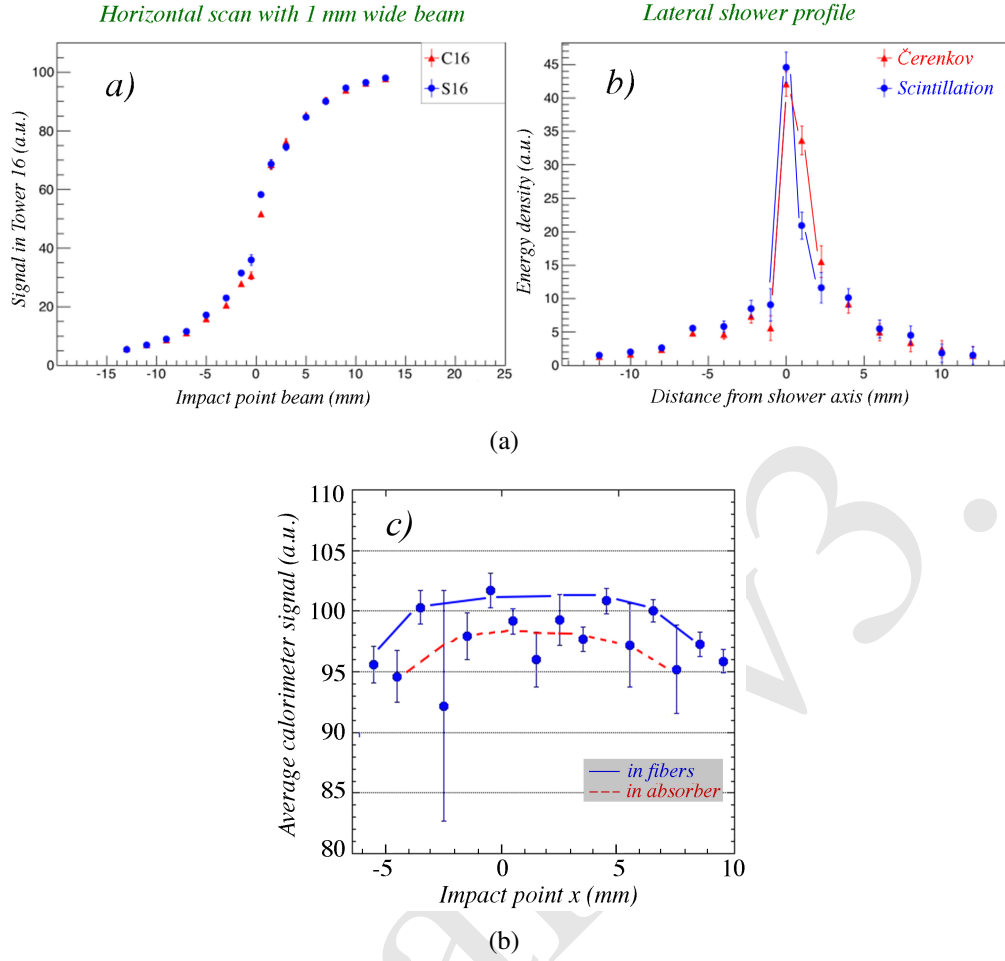 Horizontal scan with 1 mm wide beam
Lateral shower profile
a)
C16
S16
100
80
60
40
20
0
Signal in Tower 16 (a.u.)
-15 -10 -5 0 5 10 15 20 25
Impact point beam (mm)
b)
Čerenkov
Scintillation
45
40
35
30
25
20
15
10
5
0
Energy density (a.u.)
-10 -5 0 5 10
Distance from shower axis (mm)
(a)
c)
110
105
100
95
90
85
80
Average calorimeter signal (a.u.)
in fibers
in absorber
-5 0 5 10
Impact point x (mm)
(b)
v3.